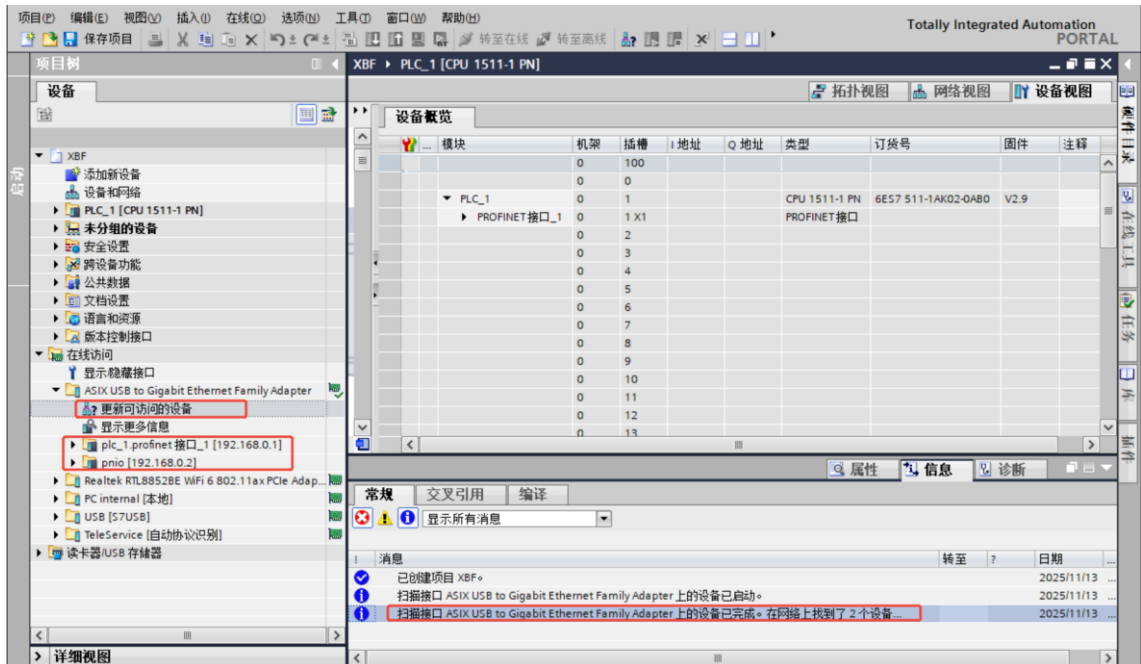 项目(P) 编辑(E) 视图(V) 插入(I) 在线(O) 选项(N) 工具(T) 窗口(W) 帮助(H)
Totally Integrated Automation
PORTAL
保存项目 转至在线 转至离线
项目树
XBF ▸ PLC_1 [CPU 1511-1 PN]
设备
拓扑视图 网络视图 设备视图
设备概览
模块 机架 插槽 I 地址 Q 地址 类型 订货号 固件 注释
0 100
0 0
PLC_1 0 1 CPU 1511-1 PN 6ES7 511-1AK02-0AB0 V2.9
PROFINET接口_1 0 1 X1 PROFINET接口
0 2
0 3
0 4
0 5
0 6
0 7
0 8
0 9
0 10
0 11
0 12
0 13
启动
XBF
添加新设备
设备和网络
PLC_1 [CPU 1511-1 PN]
未分组的设备
安全设置
跨设备功能
公共数据
文档设置
语言和资源
版本控制接口
在线访问
显示/隐藏接口
ASIX USB to Gigabit Ethernet Family Adapter
更新可访问的设备
显示更多信息
plc_1.profinet 接口_1 [192.168.0.1]
pnio [192.168.0.2]
Realtek RTL8852BE WiFi 6 802.11ax PCIe Adap...
PC internal [本地]
USB [S7USB]
TeleService [自动协议识别]
读卡器/USB 存储器
详细视图
属性 信息 诊断
常规 交叉引用 编译
显示所有消息
! 消息 转至 ? 日期 ...
已创建项目 XBF。 2025/11/13 ...
扫描接口 ASIX USB to Gigabit Ethernet Family Adapter 上的设备已启动。 2025/11/13 ...
扫描接口 ASIX USB to Gigabit Ethernet Family Adapter 上的设备已完成。在网络上找到了 2 个设备... 2025/11/13 ...
硬件目录
在线工具
任务
库
插件